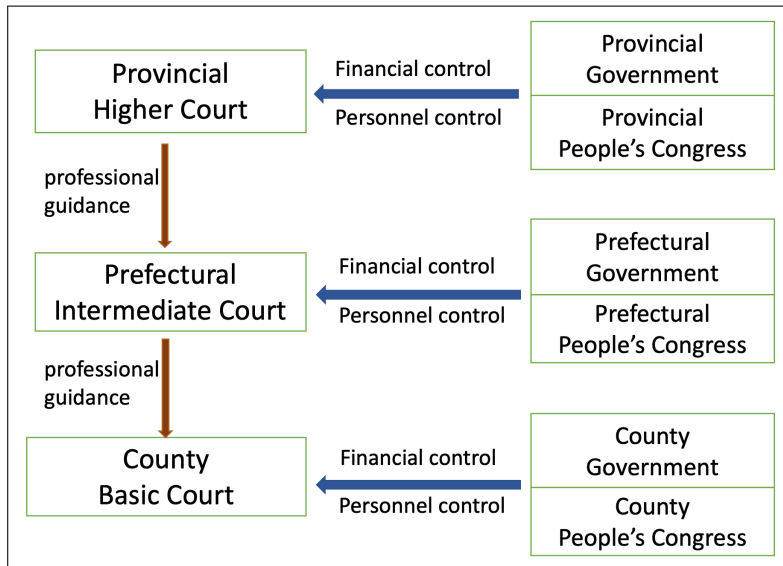 Provincial
Higher Court
Financial control
Personnel control
Provincial
Government
Provincial
People's Congress
professional
guidance
Prefectural
Intermediate Court
Financial control
Personnel control
Prefectural
Government
Prefectural
People's Congress
professional
guidance
County
Basic Court
Financial control
Personnel control
County
Government
County
People's Congress